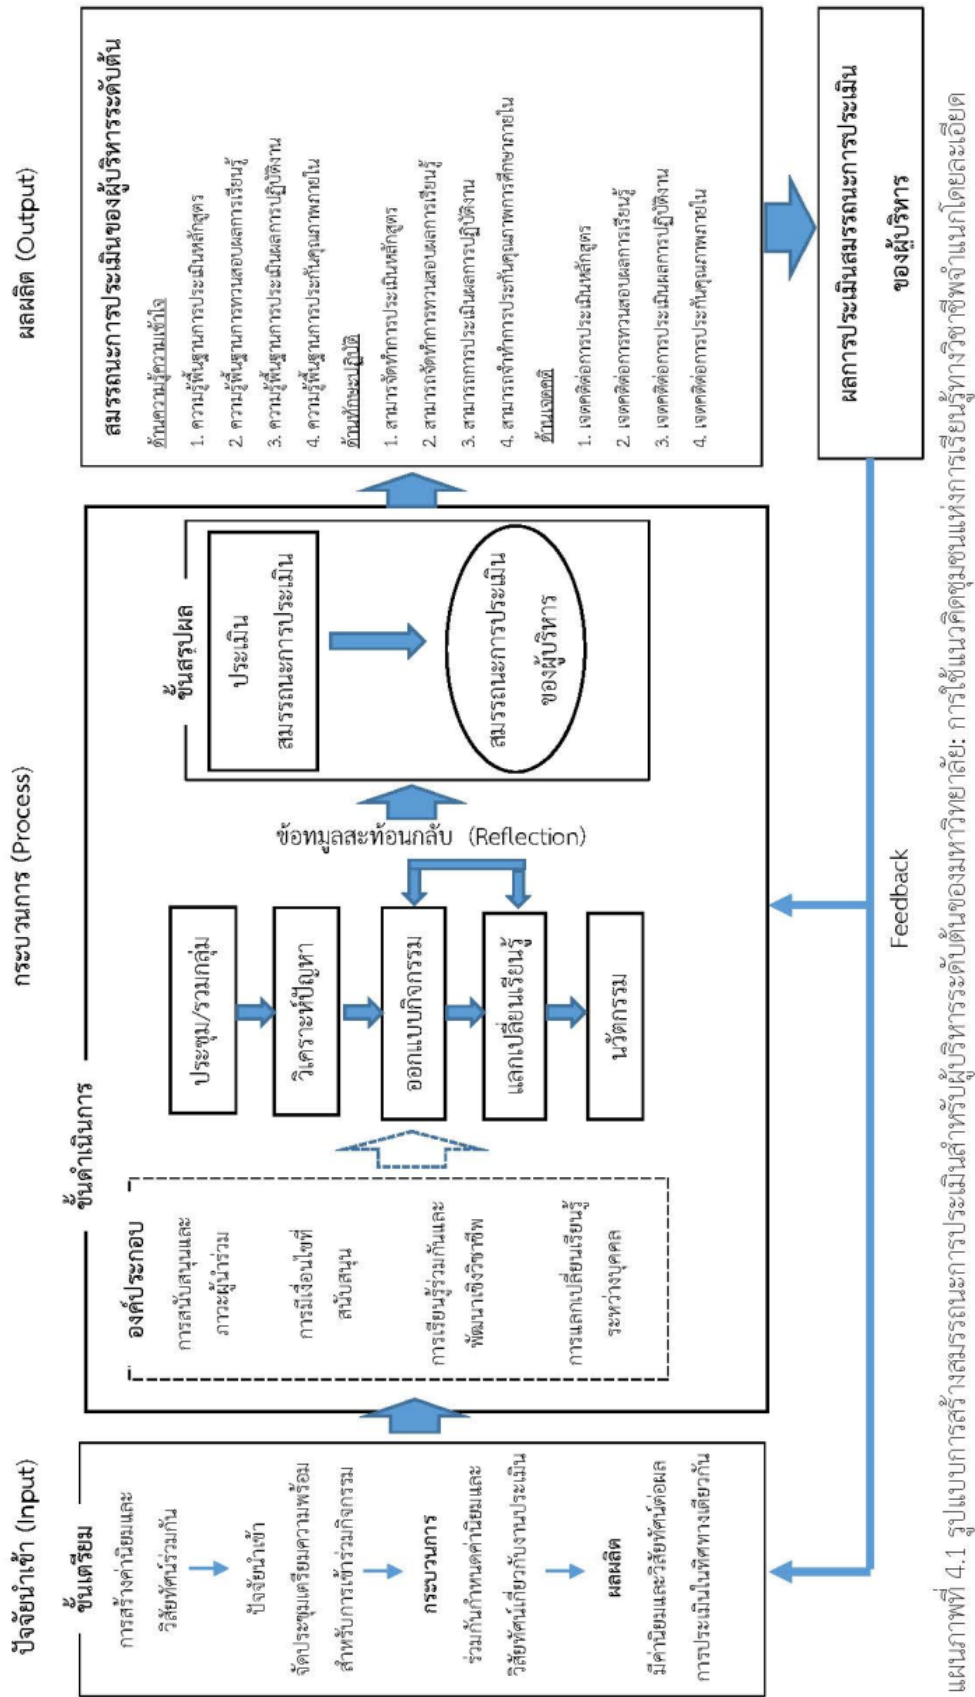 ปัจจัยนำเข้า (Input)
ขั้นเตรียม
การสร้างค่านิยมและ
วิสัยทัศน์ร่วมกัน
ปัจจัยนำเข้า
จัดประชุมเตรียมความพร้อม
สำหรับการเข้าร่วมกิจกรรม
กระบวนการ
ร่วมกันกำหนดค่านิยมและ
วิสัยทัศน์เกี่ยวกับงานประเมิน
ผลผลิต
มีค่านิยมและวิสัยทัศน์ต่อผล
การประเมินในทิศทางเดียวกัน
กระบวนการ (Process)
ขั้นดำเนินการ
องค์ประกอบ
การสนับสนุนและ
ภาวะผู้นำร่วม
การมีเงื่อนไขที่
สนับสนุน
การเรียนรู้ร่วมกันและ
พัฒนาเชิงวิชาชีพ
การแลกเปลี่ยนเรียนรู้
ระหว่างบุคคล
ประชุม/รวมกลุ่ม
วิเคราะห์ปัญหา
ออกแบบกิจกรรม
แลกเปลี่ยนเรียนรู้
นวัตกรรม
ข้อทมูลสะท้อนกลับ (Reflection)
ขั้นสรุปผล
ประเมิน
สมรรถนะการประเมิน
สมรรถนะการประเมิน
ของผู้บริหาร
ผลผลิต (Output)
สมรรถนะการประเมินของผู้บริหารระดับต้น
ด้านความรู้ความเข้าใจ
1. ความรู้พื้นฐานการประเมินหลักสูตร
2. ความรู้พื้นฐานการทวนสอบผลการเรียนรู้
3. ความรู้พื้นฐานการประเมินผลการปฏิบัติงาน
4. ความรู้พื้นฐานการประกันคุณภาพภายใน
ด้านทักษะปฏิบัติ
1. สามารถจัดทำการประเมินหลักสูตร
2. สามารถจัดทำการทวนสอบผลการเรียนรู้
3. สามารถการประเมินผลการปฏิบัติงาน
4. สามารถจำทำการประกันคุณภาพการศึกษาภายใน
ด้านเจตคติ
1. เจตคติต่อการประเมินหลักสูตร
2. เจตคติต่อการทวนสอบผลการเรียนรู้
3. เจตคติต่อการประเมินผลการปฏิบัติงาน
4. เจตคติต่อการประกันคุณภาพภายใน
ผลการประเมินสมรรถนะการประเมิน
ของผู้บริหาร
Feedback
แผนภาพที่ 4.1 รูปแบบการสร้างสมรรถนะการประเมินสำหรับผู้บริหารระดับต้นของมหาวิทยาลัย: การใช้แนวคิดชุมชนแห่งการเรียนรู้ทางวิชาชีพจำแนกโดยละเอียด